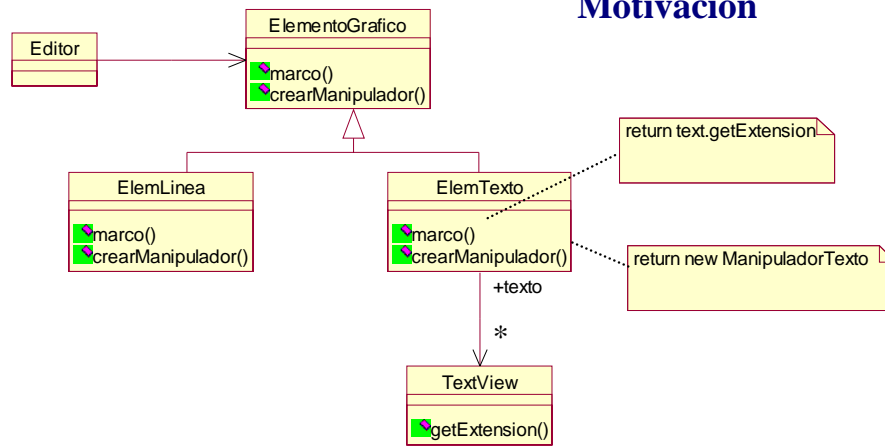 Motivación
ElementoGrafico
Editor
marco()
crearManipulador()
return text.getExtension
ElemLinea
ElemTexto
marco()
crearManipulador()
marco()
crearManipulador()
return new ManipuladorTexto
+texto
*
TextView
getExtension()